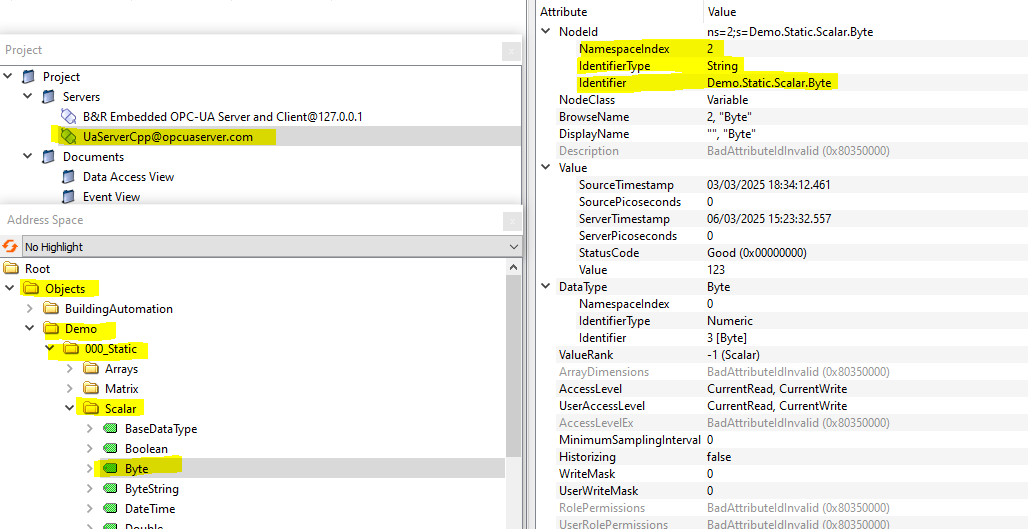 Project
Project
Servers
B&R Embedded OPC-UA Server and Client@127.0.0.1
UaServerCpp@opcuaserver.com
Documents
Data Access View
Event View
Address Space
No Highlight
Root
Objects
BuildingAutomation
Demo
000_Static
Arrays
Matrix
Scalar
BaseDataType
Boolean
Byte
ByteString
DateTime
Double
Attribute Value
NodeId ns=2;s=Demo.Static.Scalar.Byte
NamespaceIndex 2
IdentifierType String
Identifier Demo.Static.Scalar.Byte
NodeClass Variable
BrowseName 2, "Byte"
DisplayName "", "Byte"
Description BadAttributeIdInvalid (0x80350000)
Value
SourceTimestamp 03/03/2025 18:34:12.461
SourcePicoseconds 0
ServerTimestamp 06/03/2025 15:23:32.557
ServerPicoseconds 0
StatusCode Good (0x00000000)
Value 123
DataType Byte
NamespaceIndex 0
IdentifierType Numeric
Identifier 3 [Byte]
ValueRank -1 (Scalar)
ArrayDimensions BadAttributeIdInvalid (0x80350000)
AccessLevel CurrentRead, CurrentWrite
UserAccessLevel CurrentRead, CurrentWrite
AccessLevelEx BadAttributeIdInvalid (0x80350000)
MinimumSamplingInterval 0
Historizing false
WriteMask 0
UserWriteMask 0
RolePermissions BadAttributeIdInvalid (0x80350000)
UserRolePermissions BadAttributeIdInvalid (0x80350000)